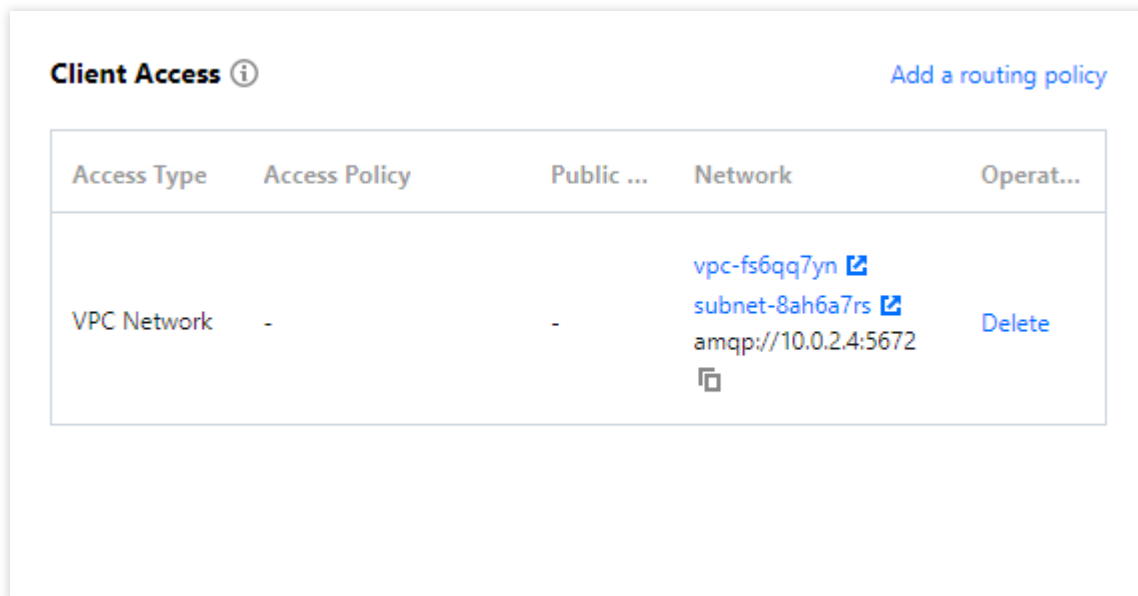 Client Access
Add a routing policy
Access Type Access Policy Public ... Network Operat...
vpc-fs6qq7yn
subnet-8ah6a7rs
VPC Network - - amqp://10.0.2.4:5672 Delete